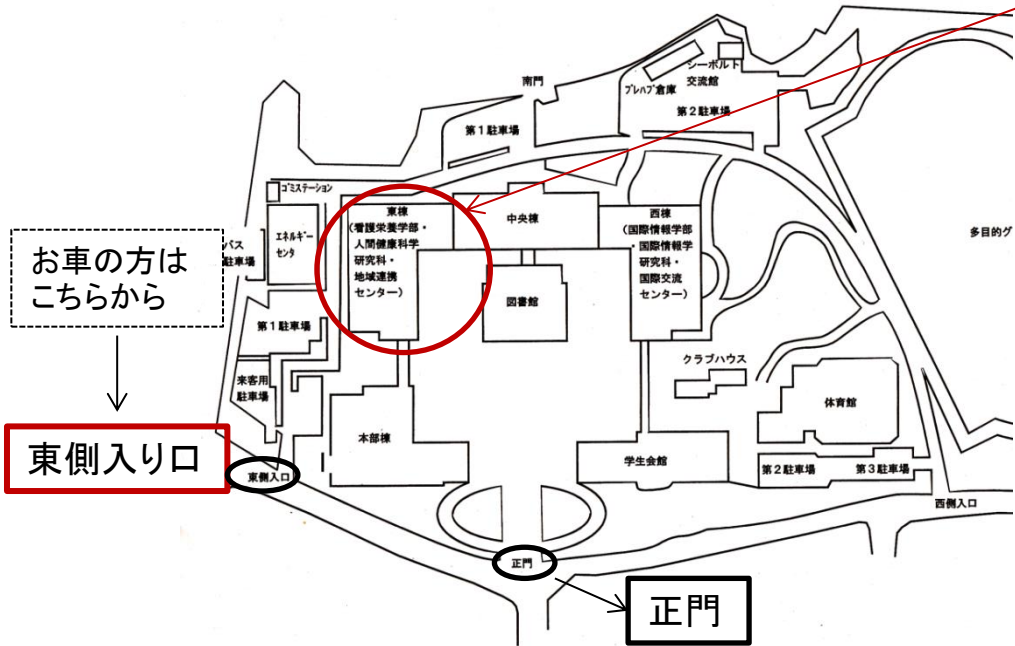 シーボルト
交流館
プレハブ倉庫
南門
第2駐車場
第1駐車場
ゴミステーション
東棟
(看護栄養学部・
人間健康科学
研究科・
地域連携
センター)
中央棟
西棟
(国際情報学部
・国際情報学
研究科・
国際交流
センター)
エネルギー
センタ
バス
駐車場
多目的グ
お車の方は
こちらから
図書館
第1駐車場
クラブハウス
来客用
駐車場
体育館
本部棟
東側入り口
学生会館
第2駐車場
第3駐車場
東側入口
西側入口
正門
正門